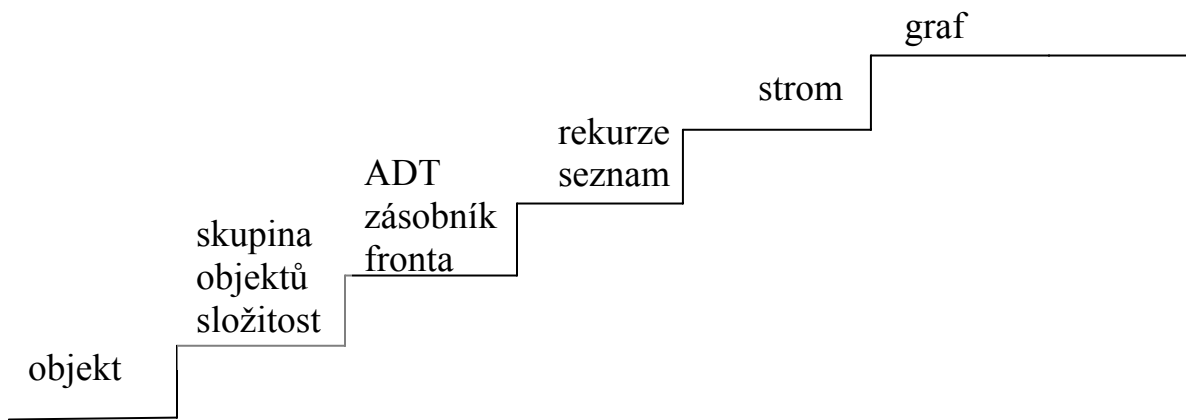 graf
strom
rekurze
seznam
ADT
zásobník
fronta
skupina
objektů
složitost
objekt